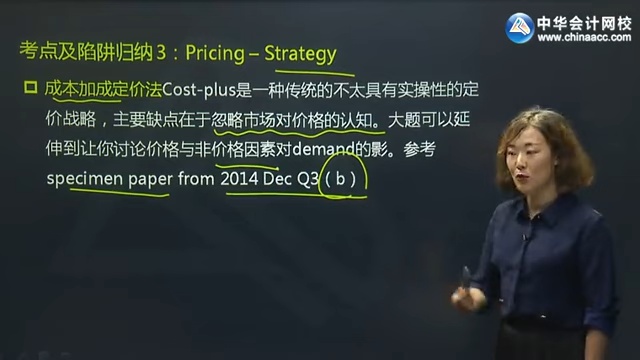 中华会计网校
www.chinaacc.com
考点及陷阱归纳3：Pricing – Strategy
成本加成定价法Cost-plus是一种传统的不太具有实操性的定
价战略，主要缺点在于忽略市场对价格的认知。大题可以延
伸到让你讨论价格与非价格因素对demand的影。参考
specimen paper from 2014 Dec Q3（b）